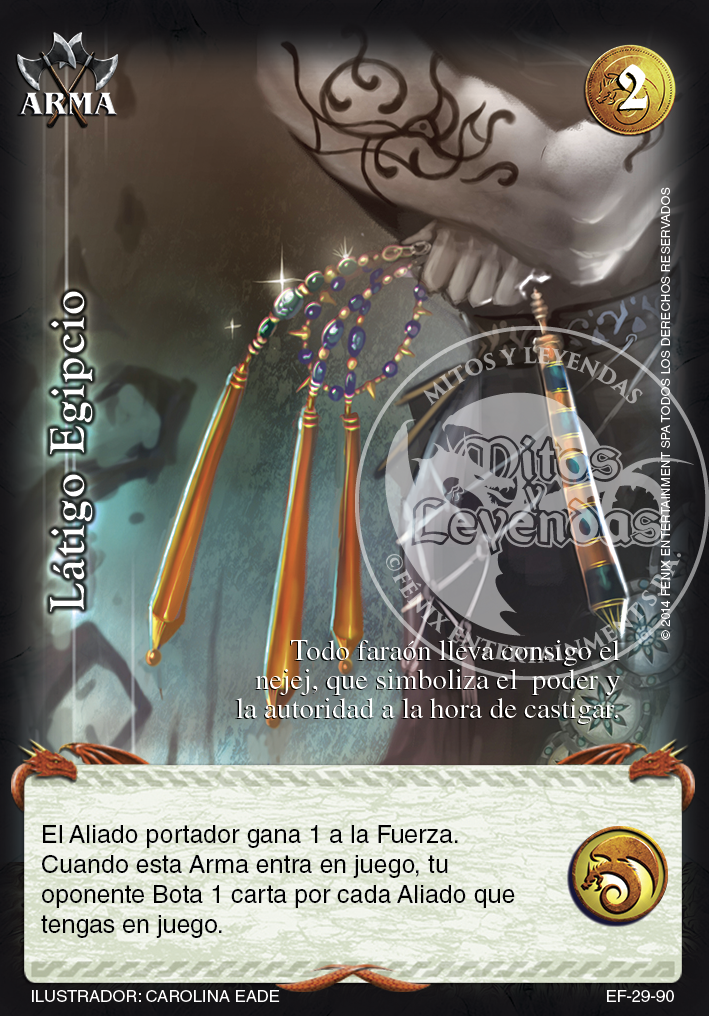 ARMA
2
Látigo Egipcio
© 2014 FÉNIX ENTERTAINMENT SPA TODOS LOS DERECHOS RESERVADOS
MITOS Y LEYENDAS
Mitos
y
Leyendas
© FÉNIX ENTERTAINMENT S.P.A.
Todo faraón lleva consigo el
nejej, que simboliza el poder y
la autoridad a la hora de castigar.
El Aliado portador gana 1 a la Fuerza.
Cuando esta Arma entra en juego, tu
oponente Bota 1 carta por cada Aliado que
tengas en juego.
ILUSTRADOR: CAROLINA EADE
EF-29-90